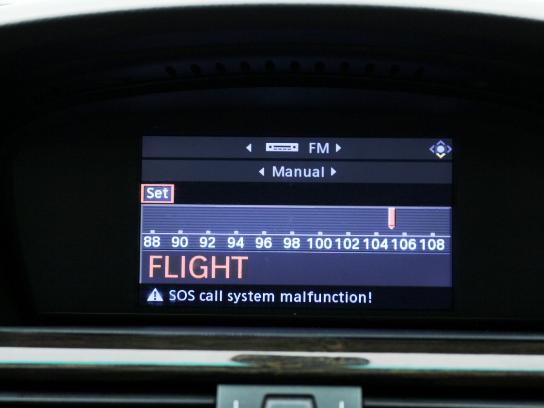 FM
Manual
Set
88 90 92 94 96 98 100 102 104 106 108
FLIGHT
SOS call system malfunction!